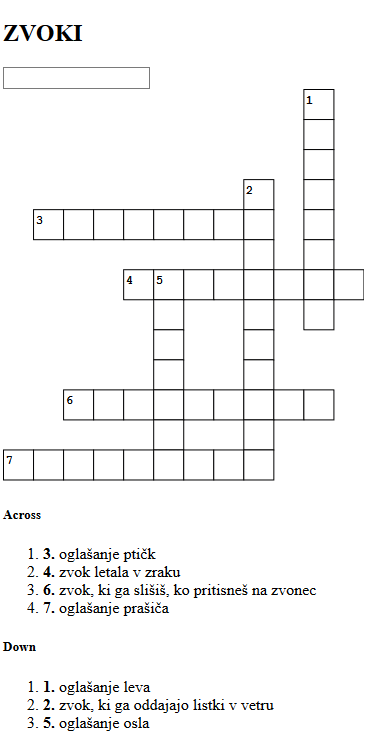 ZVOKI
1
2
3
4 5
6
7
Across
1. 3. oglašanje ptičk
2. 4. zvok letala v zraku
3. 6. zvok, ki ga slišiš, ko pritisneš na zvonec
4. 7. oglašanje prašiča
Down
1. 1. oglašanje leva
2. 2. zvok, ki ga oddajajo listki v vetru
3. 5. oglašanje osla